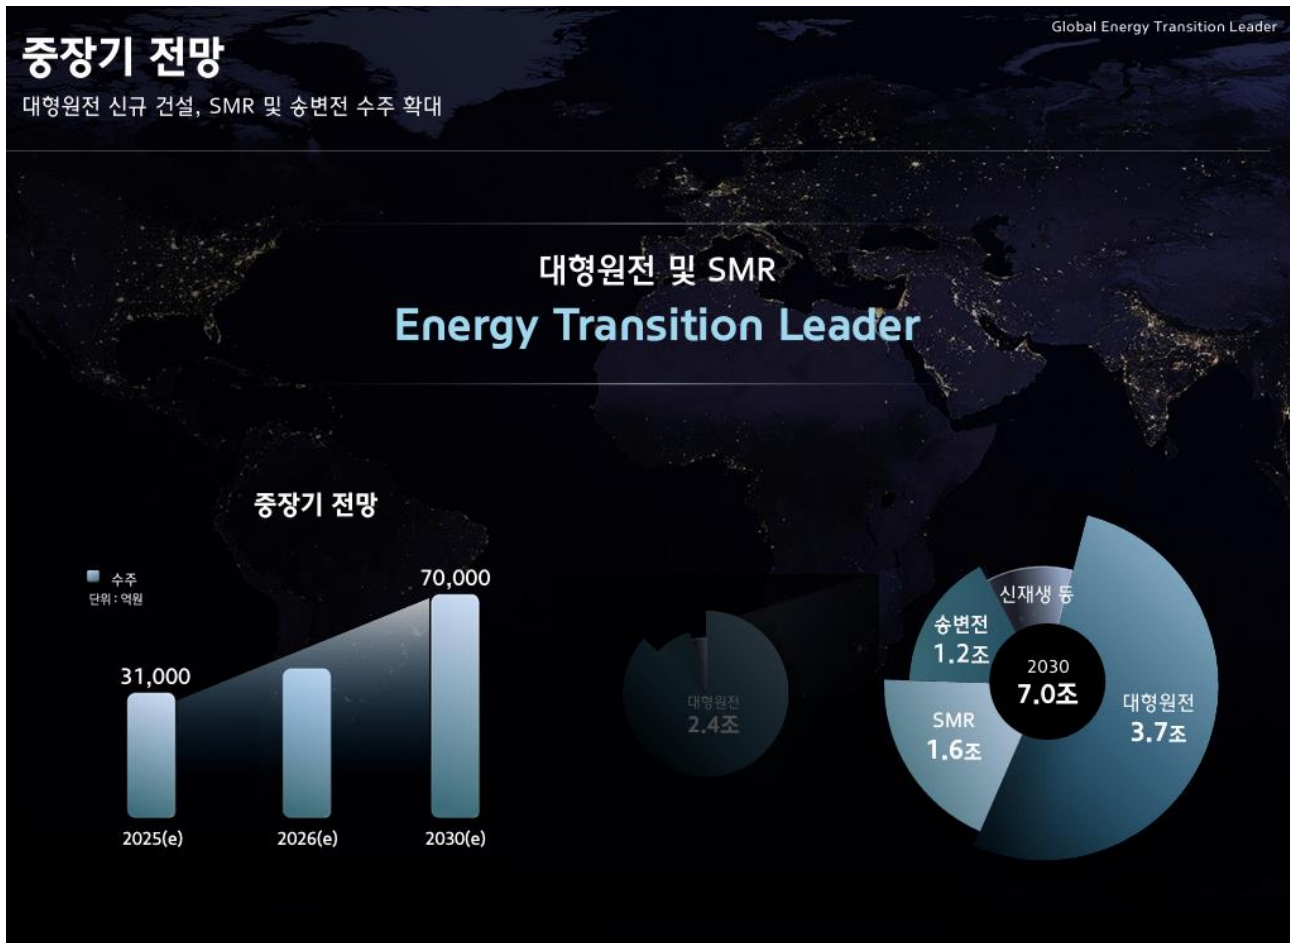 Global Energy Transition Leader
중장기 전망
대형원전 신규 건설, SMR 및 송변전 수주 확대
대형원전 및 SMR
Energy Transition Leader
중장기 전망
수주
단위 : 억원
31,000
70,000
2025(e)
2026(e)
2030(e)
대형원전
2.4조
신재생 등
송변전
1.2조
SMR
1.6조
2030
7.0조
대형원전
3.7조